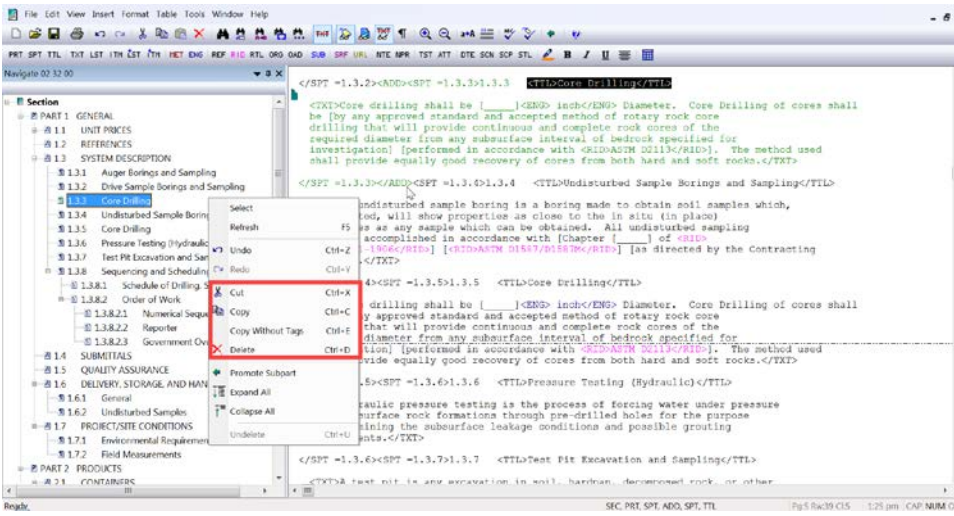 File Edit View Insert Format Table Tools Window Help
PRT SPT TTL TXT LST ITM MET ENG REF RID RTL ORG OAD SUB SRF URL NTE NPR TST ATT DTE SCN SCP STL B I U
Navigate 02 32 00
Section
PART 1 GENERAL
1.1 UNIT PRICES
1.2 REFERENCES
1.3 SYSTEM DESCRIPTION
1.3.1 Auger Borings and Sampling
1.3.2 Drive Sample Borings and Sampling
1.3.3 Core Drilling
1.3.4 Undisturbed Sample Boring
1.3.5 Core Drilling
1.3.6 Pressure Testing (Hydraulic
1.3.7 Test Pit Excavation and Sam
1.3.8 Sequencing and Scheduling
1.3.8.1 Schedule of Drilling, S
1.3.8.2 Order of Work
1.3.8.2.1 Numerical Seque
1.3.8.2.2 Reporter
1.3.8.2.3 Government Ov
1.4 SUBMITTALS
1.5 QUALITY ASSURANCE
1.6 DELIVERY, STORAGE, AND HAN
1.6.1 General
1.6.2 Undisturbed Samples
1.7 PROJECT/SITE CONDITIONS
1.7.1 Environmental Requiremen
1.7.2 Field Measurements
PART 2 PRODUCTS
2.1 CONTAINERS
Select
Refresh F5
Undo Ctrl+Z
Redo Ctrl+Y
Cut Ctrl+X
Copy Ctrl+C
Copy Without Tags Ctrl+E
Delete Ctrl+D
Promote Subpart
Expand All
Collapse All
Undelete Ctrl+U
</SPT =1.3.2><ADD><SPT =1.3.3>1.3.3 <TTL>Core Drilling</TTL>
<TXT>Core drilling shall be [_____]<ENG> inch</ENG> Diameter. Core Drilling of cores shall
be [by any approved standard and accepted method of rotary rock core
drilling that will provide continuous and complete rock cores of the
required diameter from any subsurface interval of bedrock specified for
investigation] [performed in accordance with <RID>ASTM D2113</RID>]. The method used
shall provide equally good recovery of cores from both hard and soft rocks.</TXT>
</SPT =1.3.3></ADD><SPT =1.3.4>1.3.4 <TTL>Undisturbed Sample Borings and Sampling</TTL>
undisturbed sample boring is a boring made to obtain soil samples which,
ed, will show properties as close to the in situ (in place)
as any sample which can be obtained. All undisturbed sampling
accomplished in accordance with [Chapter [_____] of <RID>
-1906</RID>] [<RID>ASTM D1587/D1587M</RID>] [as directed by the Contracting
.</TXT>
4><SPT =1.3.5>1.3.5 <TTL>Core Drilling</TTL>
drilling shall be [_____]<ENG> inch</ENG> Diameter. Core Drilling of cores shall
y approved standard and accepted method of rotary rock core
that will provide continuous and complete rock cores of the
diameter from any subsurface interval of bedrock specified for
tion] [performed in accordance with <RID>ASTM D2113</RID>]. The method used
vide equally good recovery of cores from both hard and soft rocks.</TXT>
.5><SPT =1.3.6>1.3.6 <TTL>Pressure Testing (Hydraulic)</TTL>
raulic pressure testing is the process of forcing water under pressure
surface rock formations through pre-drilled holes for the purpose
ining the subsurface leakage conditions and possible grouting
ents.</TXT>
</SPT =1.3.6><SPT =1.3.7>1.3.7 <TTL>Test Pit Excavation and Sampling</TTL>
<TXT>A test pit is any excavation in soil, hardpan, decomposed rock, or other
Ready
SEC, PRT, SPT, ADD, SPT, TTL
1:25 pm CAP NUM